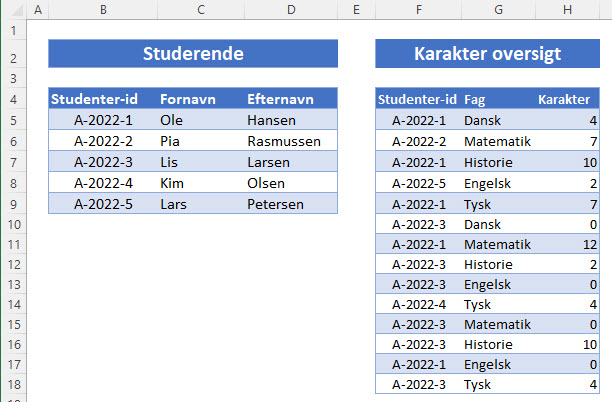 A B C D E F G H
1
2 Studerende Karakter oversigt
3
4 Studenter-id Fornavn Efternavn Studenter-id Fag Karakter
5 A-2022-1 Ole Hansen A-2022-1 Dansk 4
6 A-2022-2 Pia Rasmussen A-2022-2 Matematik 7
7 A-2022-3 Lis Larsen A-2022-1 Historie 10
8 A-2022-4 Kim Olsen A-2022-5 Engelsk 2
9 A-2022-5 Lars Petersen A-2022-1 Tysk 7
10 A-2022-3 Dansk 0
11 A-2022-1 Matematik 12
12 A-2022-3 Historie 2
13 A-2022-3 Engelsk 0
14 A-2022-4 Tysk 4
15 A-2022-3 Matematik 0
16 A-2022-3 Historie 10
17 A-2022-1 Engelsk 0
18 A-2022-3 Tysk 4